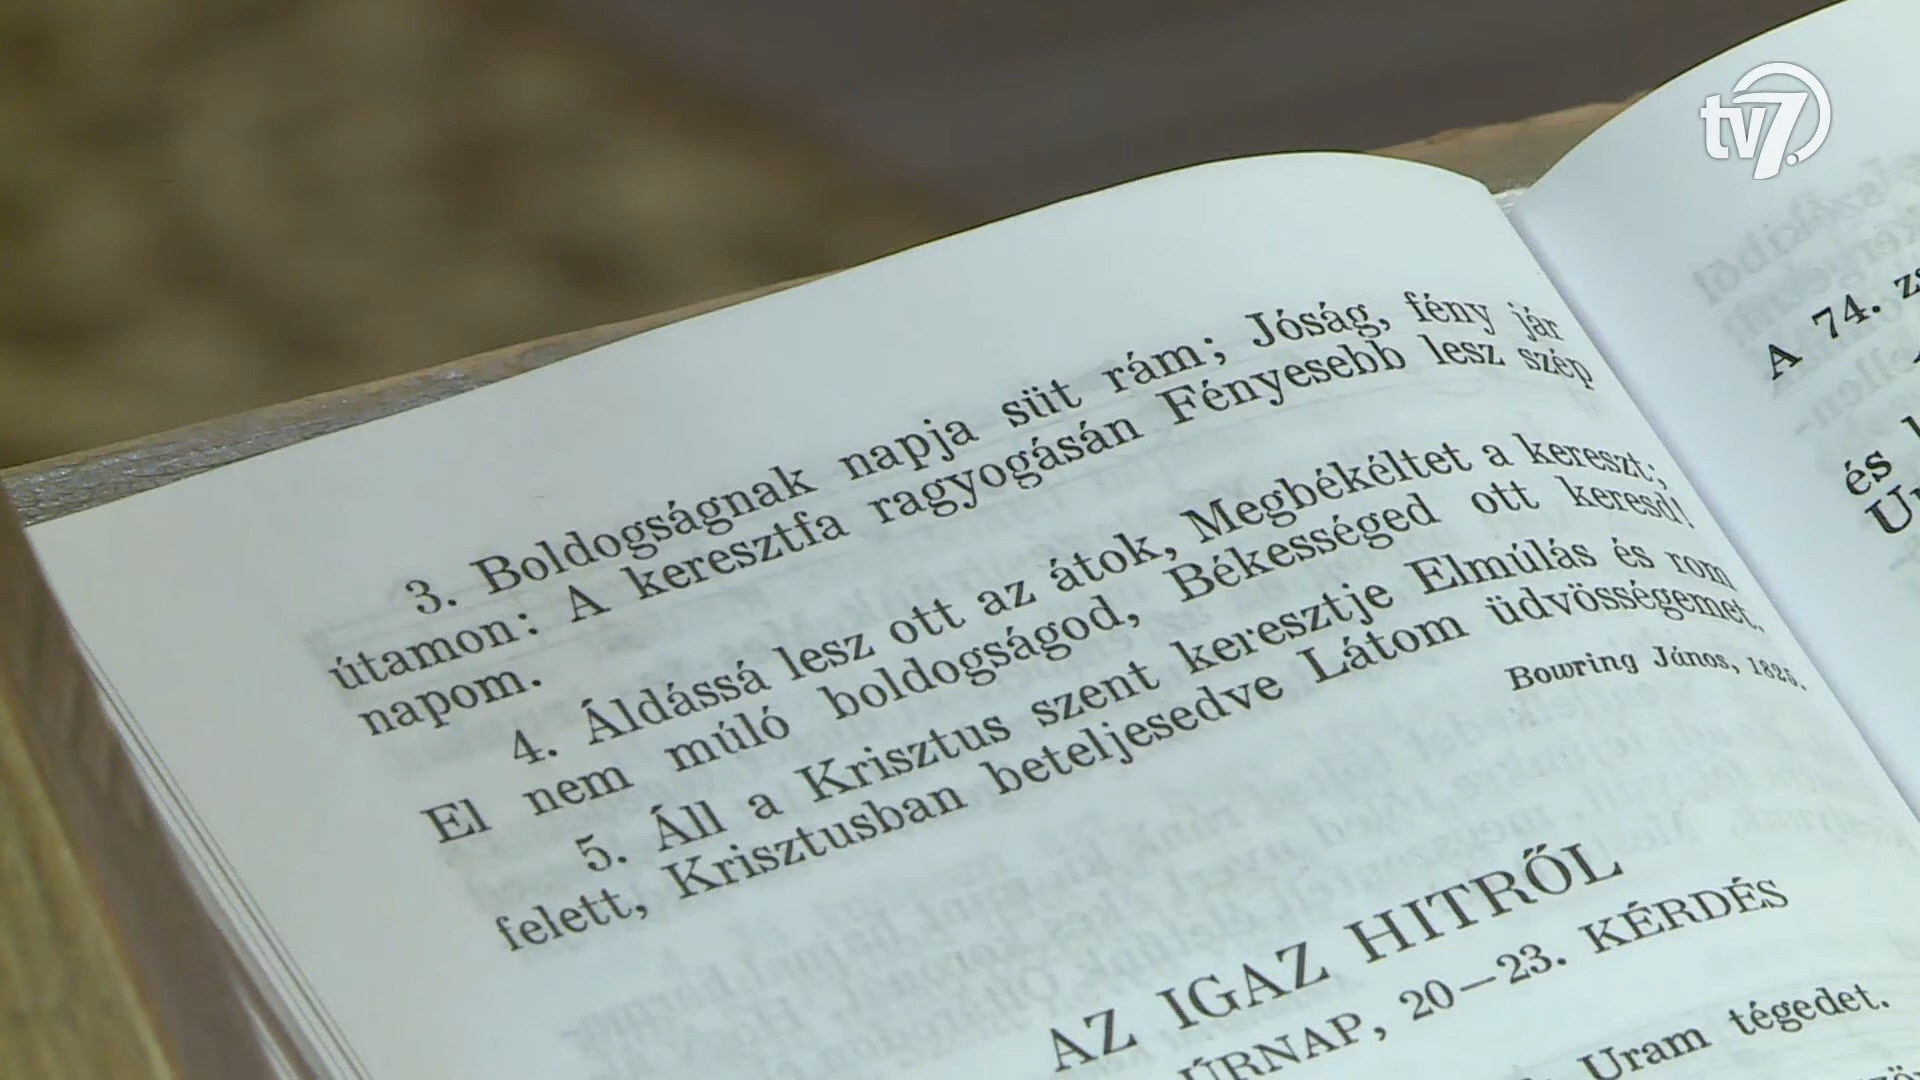 tv7
3. Boldogságnak napja süt rám; Jóság, fény jár
útamon: A keresztfa ragyogásán Fényesebb lesz szép
napom.
4. Áldássá lesz ott az átok, Megbékéltet a kereszt;
El nem múló boldogságod, Békességed ott keresd!
5. Áll a Krisztus szent keresztje Elmúlás és rom
felett, Krisztusban beteljesedve Látom üdvösségemet.
Bowring János, 1825.
AZ IGAZ HITRŐL
ÚRNAP, 20—23. KÉRDÉS
Uram tégedet.
A 74.
és